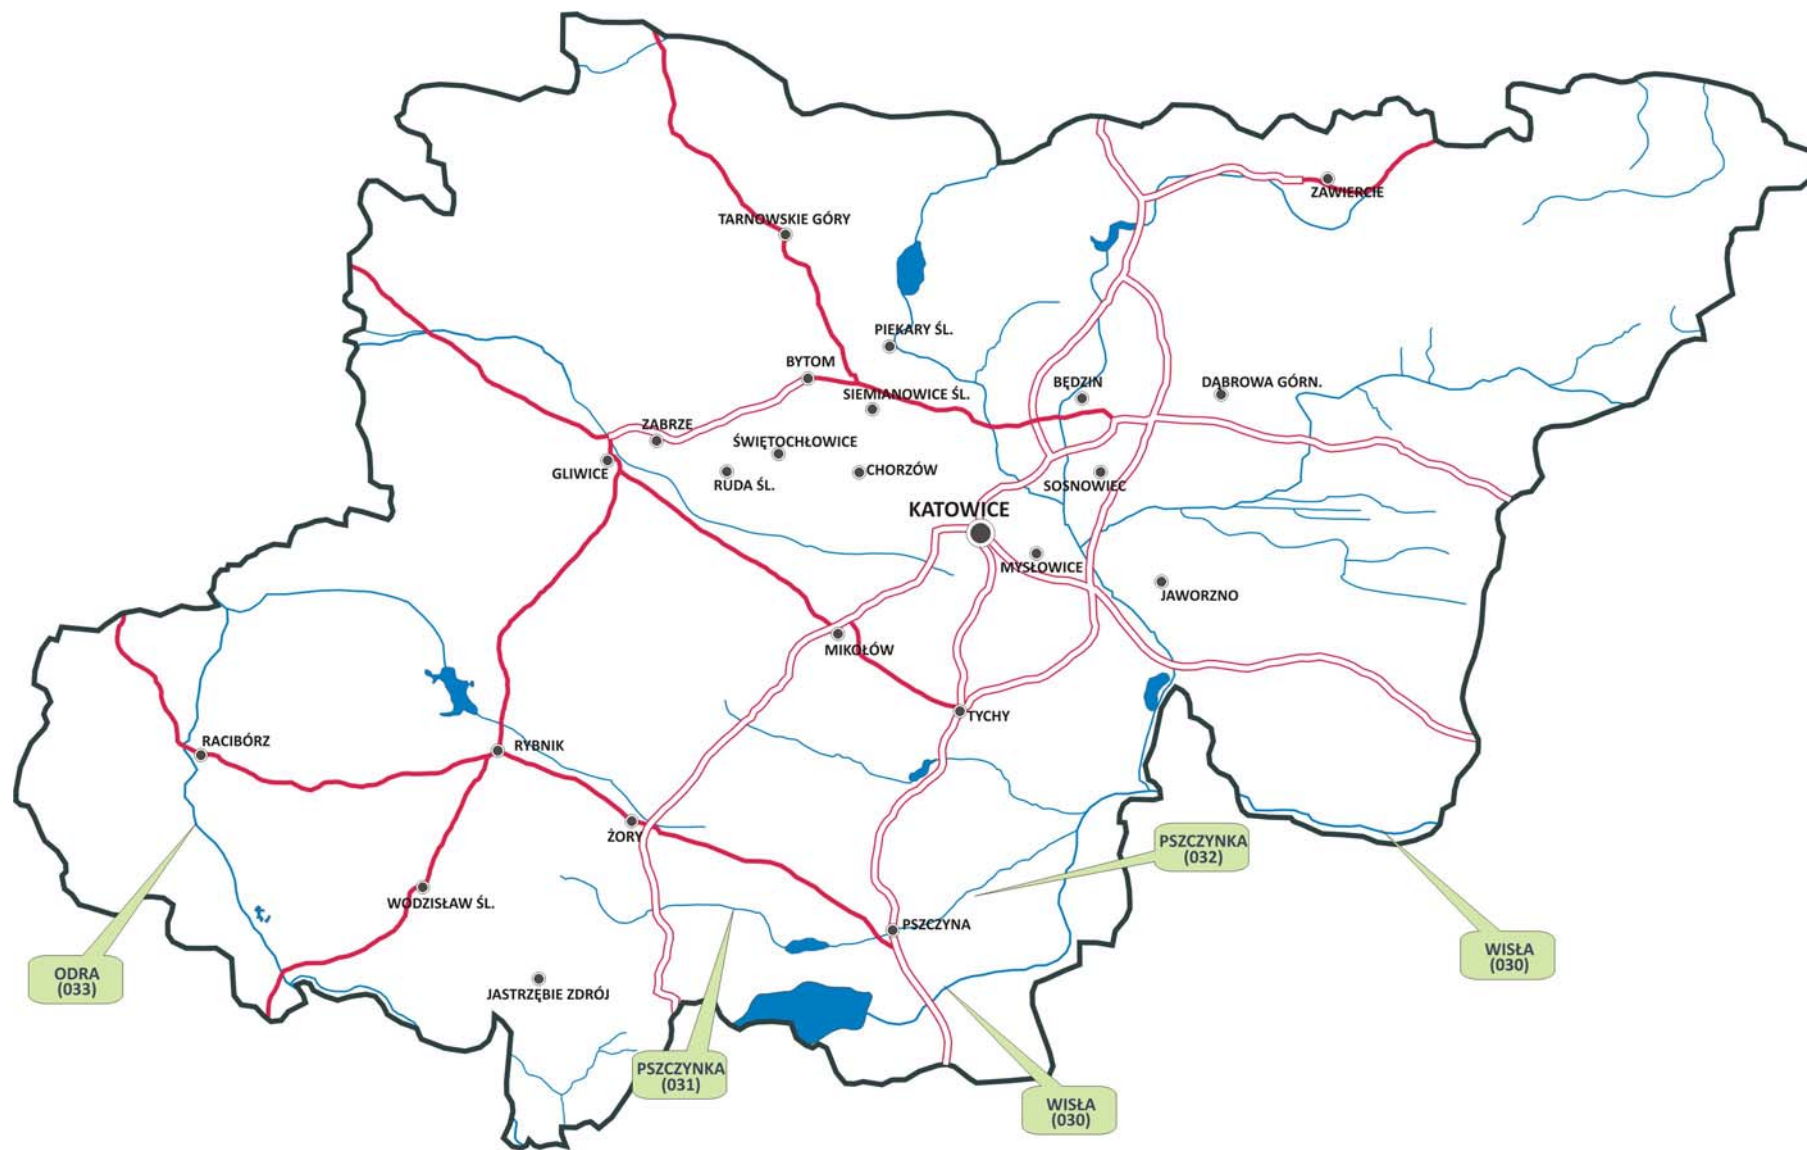 ZAWIERCIE
TARNOWSKIE GÓRY
PIEKARY ŚL.
BYTOM
SIEMIANOWICE ŚL.
BĘDZIN
DĄBROWA GÓRN.
ZABRZE
ŚWIĘTOCHŁOWICE
GLIWICE
RUDA ŚL.
CHORZÓW
SOSNOWIEC
KATOWICE
MYSŁOWICE
JAWORZNO
MIKOŁÓW
TYCHY
RACIBÓRZ
RYBNIK
ŻORY
PSZCZYNKA
(032)
WODZISŁAW ŚL.
PSZCZYNA
WISŁA
(030)
ODRA
(033)
JASTRZĘBIE ZDRÓJ
PSZCZYNKA
(031)
WISŁA
(030)